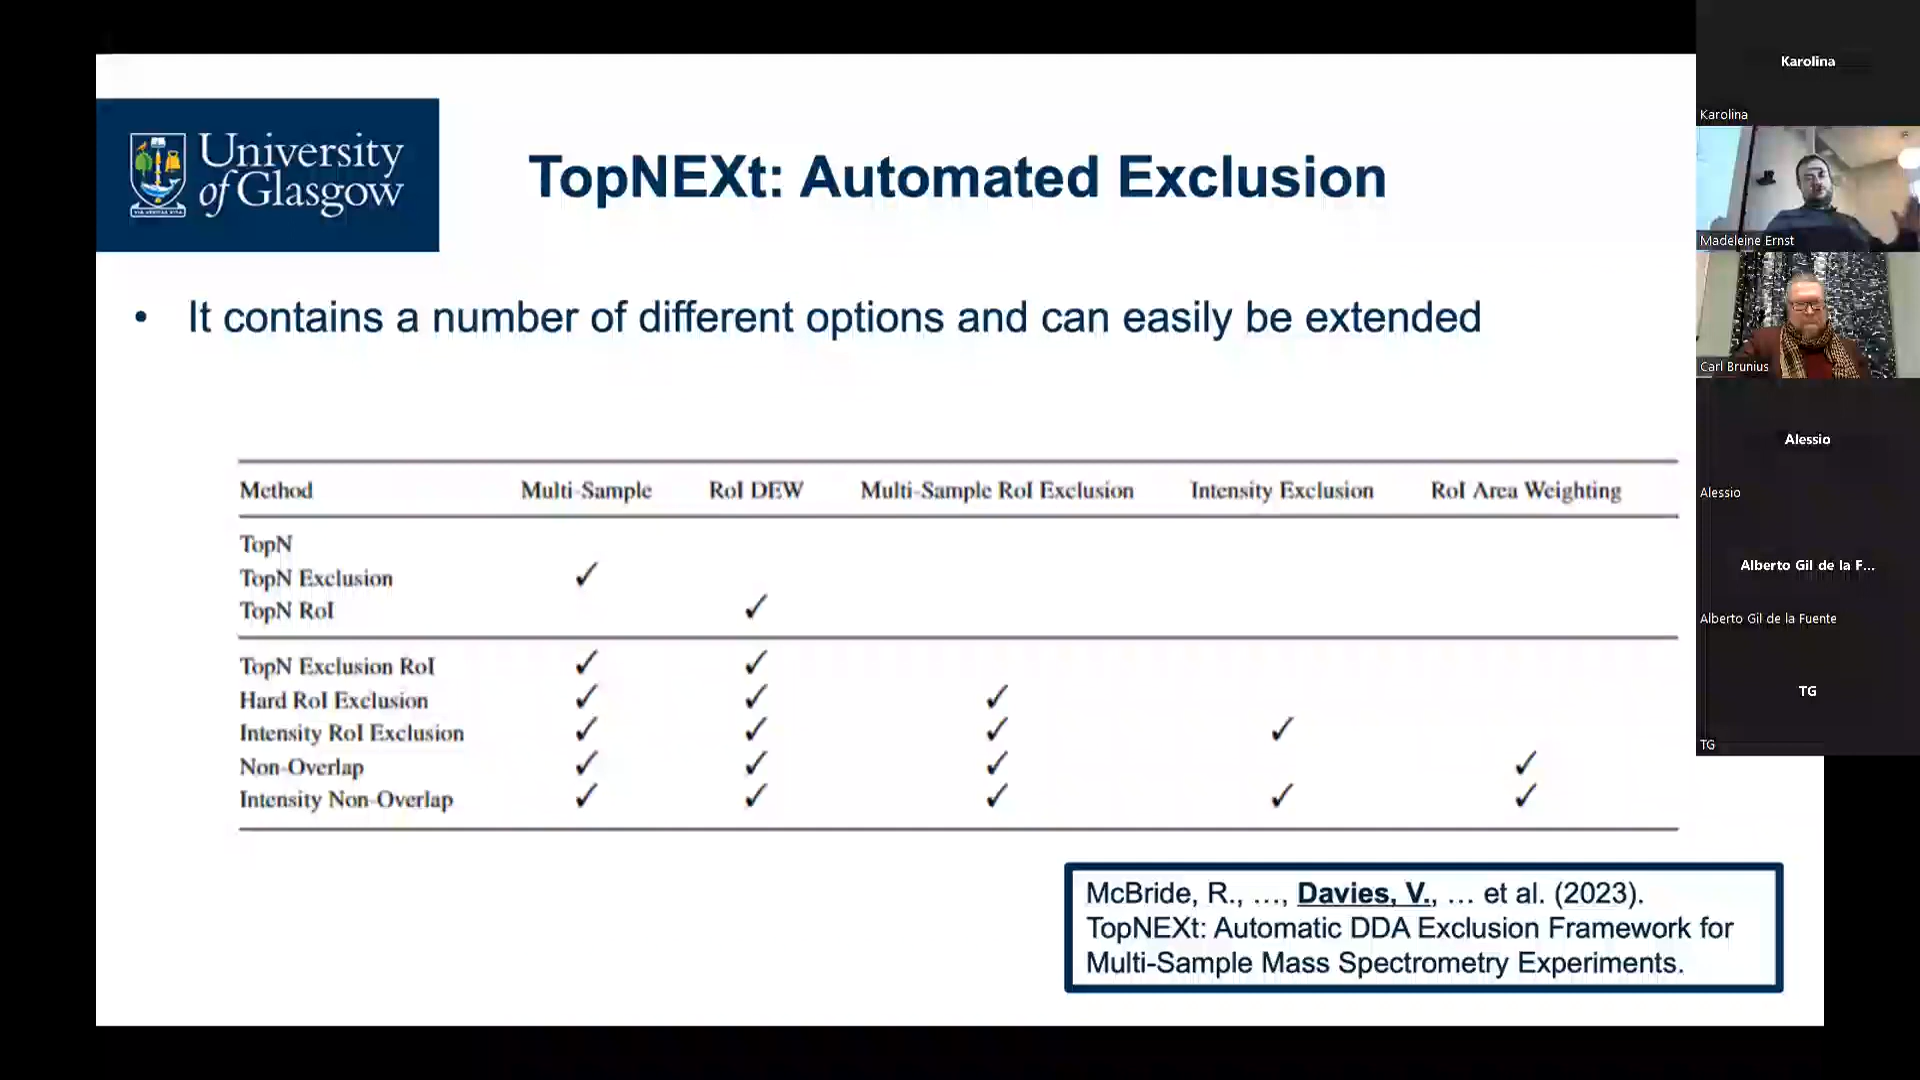 University
of Glasgow
TopNEXt: Automated Exclusion
• It contains a number of different options and can easily be extended
Method Multi-Sample RoI DEW Multi-Sample RoI Exclusion Intensity Exclusion RoI Area Weighting
TopN
TopN Exclusion ✓
TopN RoI ✓
TopN Exclusion RoI ✓ ✓
Hard RoI Exclusion ✓ ✓ ✓
Intensity RoI Exclusion ✓ ✓ ✓ ✓
Non-Overlap ✓ ✓ ✓ ✓
Intensity Non-Overlap ✓ ✓ ✓ ✓ ✓
McBride, R., …, Davies, V., … et al. (2023).
TopNEXt: Automatic DDA Exclusion Framework for
Multi-Sample Mass Spectrometry Experiments.
Karolina
Karolina
Madeleine Ernst
Carl Brunius
Alessio
Alessio
Alberto Gil de la F...
Alberto Gil de la Fuente
TG
TG